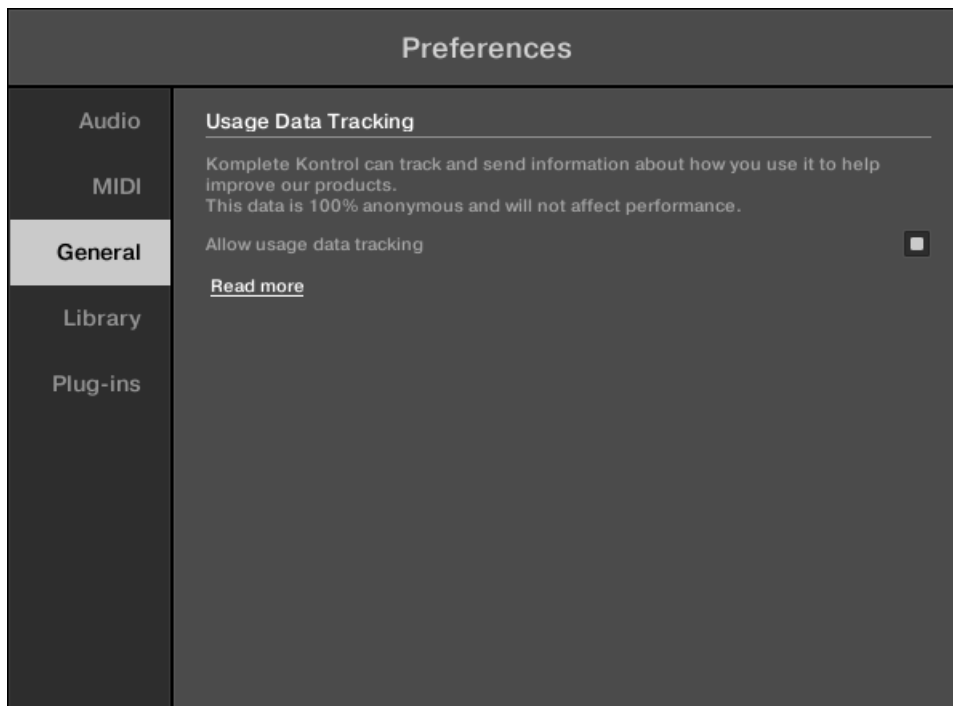 Preferences
Audio
MIDI
General
Library
Plug-ins
Usage Data Tracking
Komplete Kontrol can track and send information about how you use it to help
improve our products.
This data is 100% anonymous and will not affect performance.
Allow usage data tracking
Read more